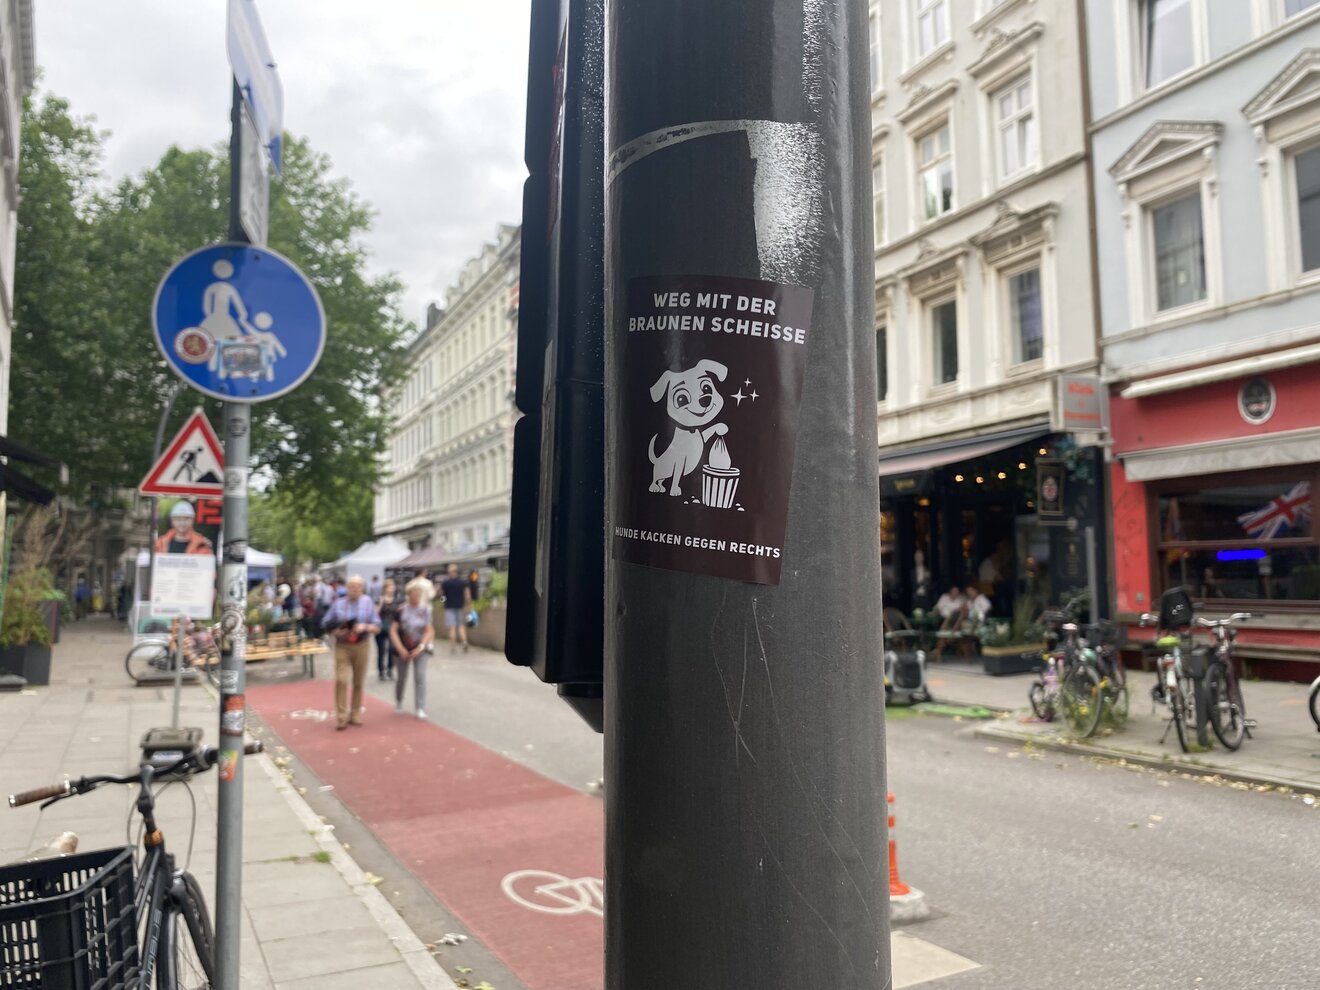 WEG MIT DER
BRAUNEN SCHEISSE
HUNDE KACKEN GEGEN RECHTS